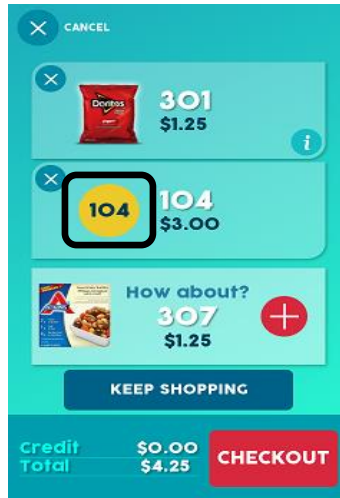 CANCEL
Doritos
301
$1.25
i
104
104
$3.00
How about?
307
$1.25
KEEP SHOPPING
Credit $0.00
Total $4.25
CHECKOUT